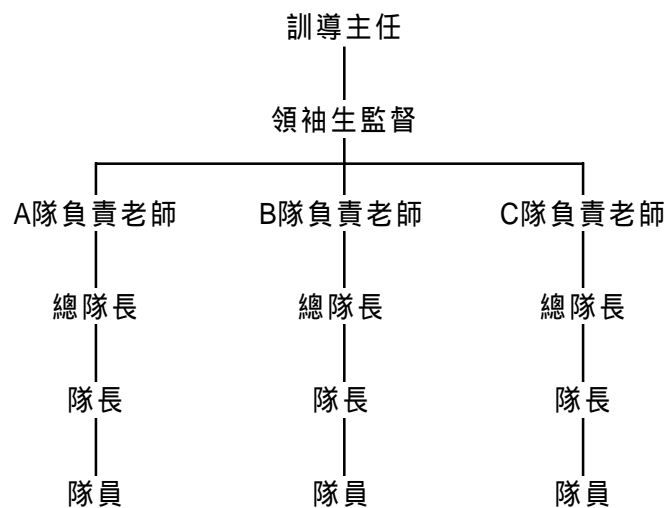 訓導主任
領袖生監督
A隊負責老師 B隊負責老師 C隊負責老師
總隊長 總隊長 總隊長
隊長 隊長 隊長
隊員 隊員 隊員